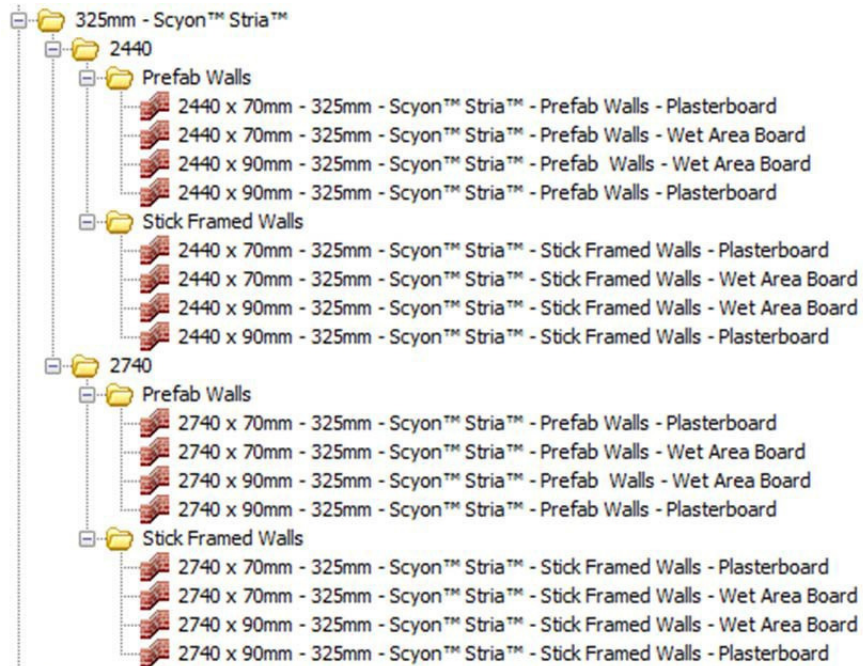 325mm - Scyon™ Stria™
2440
Prefab Walls
2440 x 70mm - 325mm - Scyon™ Stria™ - Prefab Walls - Plasterboard
2440 x 70mm - 325mm - Scyon™ Stria™ - Prefab Walls - Wet Area Board
2440 x 90mm - 325mm - Scyon™ Stria™ - Prefab  Walls - Wet Area Board
2440 x 90mm - 325mm - Scyon™ Stria™ - Prefab Walls - Plasterboard
Stick Framed Walls
2440 x 70mm - 325mm - Scyon™ Stria™ - Stick Framed Walls - Plasterboard
2440 x 70mm - 325mm - Scyon™ Stria™ - Stick Framed Walls - Wet Area Board
2440 x 90mm - 325mm - Scyon™ Stria™ - Stick Framed Walls - Wet Area Board
2440 x 90mm - 325mm - Scyon™ Stria™ - Stick Framed Walls - Plasterboard
2740
Prefab Walls
2740 x 70mm - 325mm - Scyon™ Stria™ - Prefab Walls - Plasterboard
2740 x 70mm - 325mm - Scyon™ Stria™ - Prefab Walls - Wet Area Board
2740 x 90mm - 325mm - Scyon™ Stria™ - Prefab  Walls - Wet Area Board
2740 x 90mm - 325mm - Scyon™ Stria™ - Prefab Walls - Plasterboard
Stick Framed Walls
2740 x 70mm - 325mm - Scyon™ Stria™ - Stick Framed Walls - Plasterboard
2740 x 70mm - 325mm - Scyon™ Stria™ - Stick Framed Walls - Wet Area Board
2740 x 90mm - 325mm - Scyon™ Stria™ - Stick Framed Walls - Wet Area Board
2740 x 90mm - 325mm - Scyon™ Stria™ - Stick Framed Walls - Plasterboard